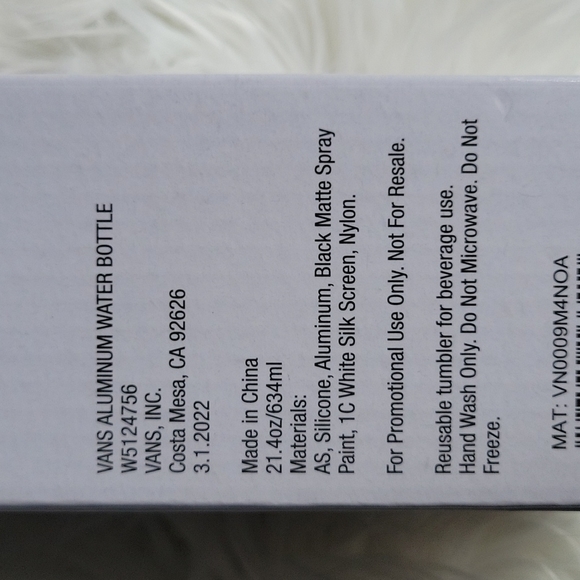 VANS ALUMINUM WATER BOTTLE
W5124756
VANS, INC.
Costa Mesa, CA 92626
3.1.2022
Made in China
21.4oz/634ml
Materials:
AS, Silicone, Aluminum, Black Matte Spray
Paint, 1C White Silk Screen, Nylon.
For Promotional Use Only. Not For Resale.
Reusable tumbler for beverage use.
Hand Wash Only. Do Not Microwave. Do Not
Freeze.
MAT: VN0009M4NOA